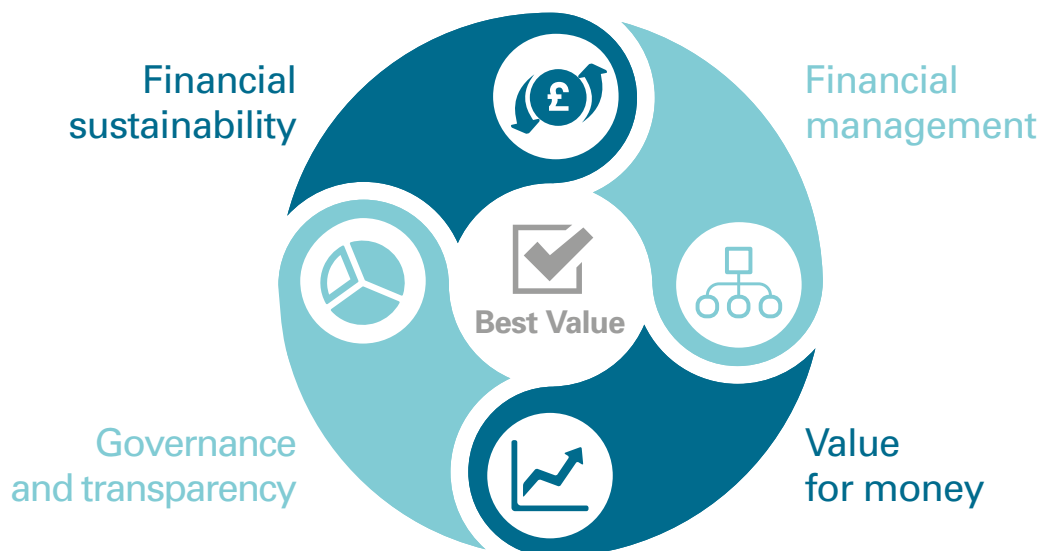 Financial
sustainability
£
Financial
management
Best Value
Governance
and transparency
Value
for money